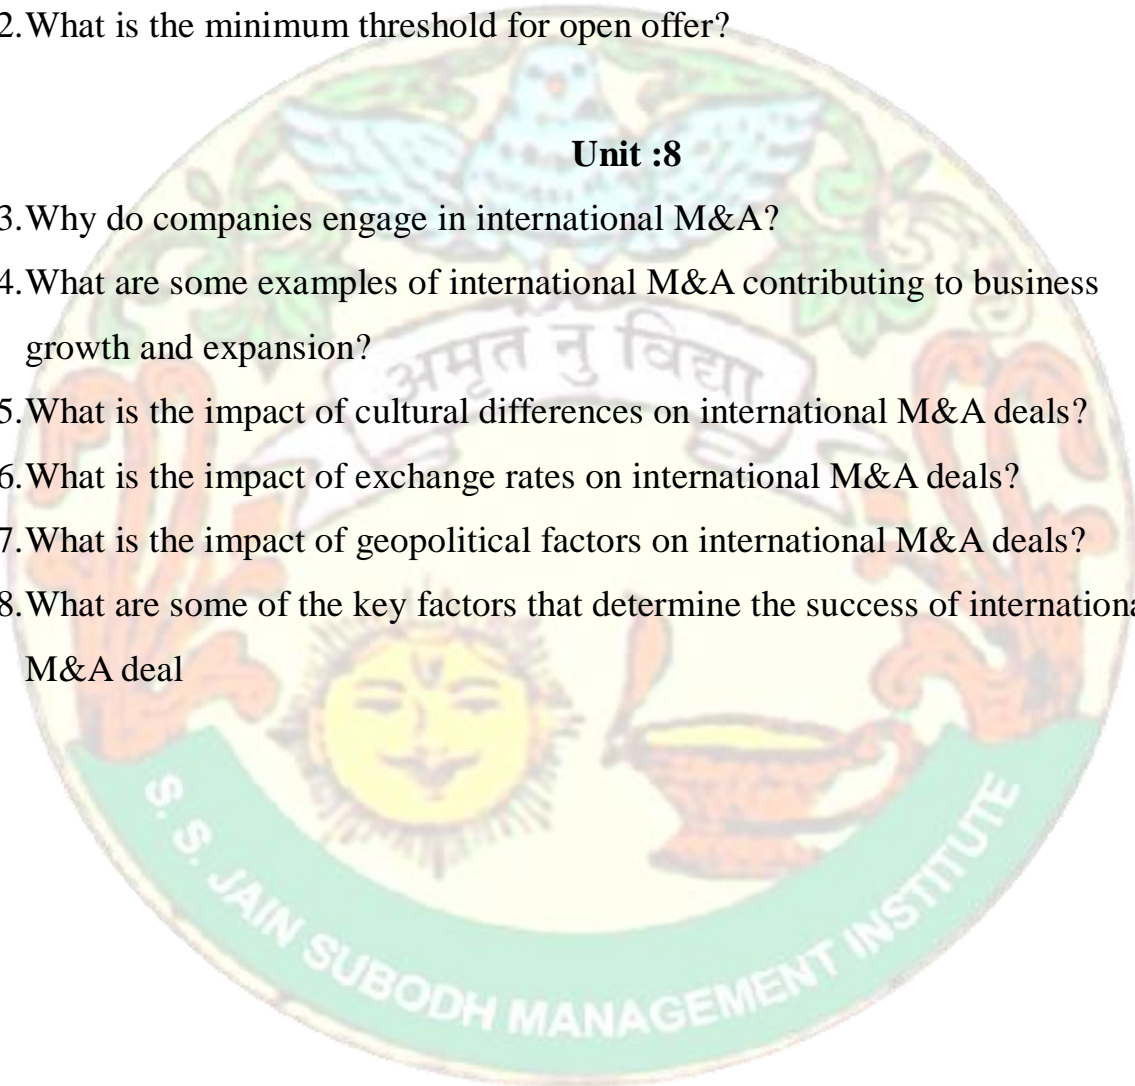 2. What is the minimum threshold for open offer?
Unit :8
3. Why do companies engage in international M&A?
4. What are some examples of international M&A contributing to business
growth and expansion?
अमृतं नु विद्या
5. What is the impact of cultural differences on international M&A deals?
6. What is the impact of exchange rates on international M&A deals?
7. What is the impact of geopolitical factors on international M&A deals?
8. What are some of the key factors that determine the success of internationa
M&A deal
S. S. JAIN SUBODH MANAGEMENT INSTITUTE